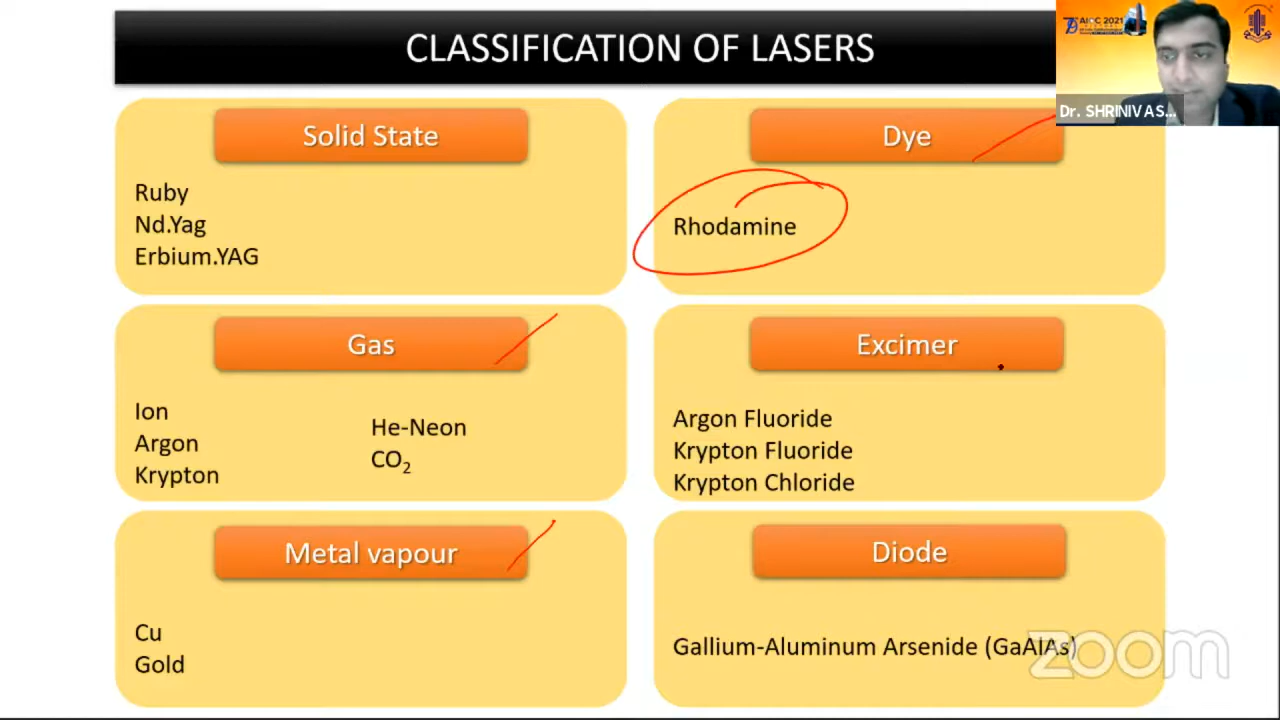 CLASSIFICATION OF LASERS
AIOC 2021
Dr. SHRINIVAS...
Solid State
Ruby
Nd.Yag
Erbium.YAG
Dye
Rhodamine
Gas
Ion
Argon
Krypton
He-Neon
CO₂
Excimer
Argon Fluoride
Krypton Fluoride
Krypton Chloride
Metal vapour
Cu
Gold
Diode
Gallium-Aluminum Arsenide (GaAlAs)
zoom